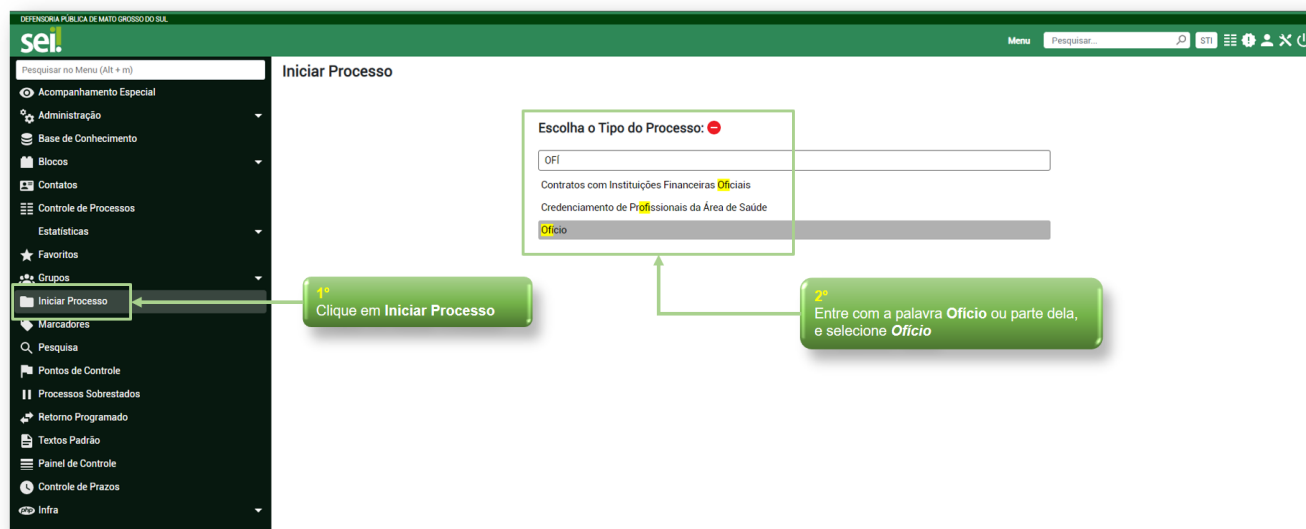 DEFENSORIA PÚBLICA DE MATO GROSSO DO SUL
sei!
Menu
Pesquisar...
STI
Pesquisar no Menu (Alt + m)
Acompanhamento Especial
Administração
Base de Conhecimento
Blocos
Contatos
Controle de Processos
Estatísticas
Favoritos
Grupos
Iniciar Processo
Marcadores
Pesquisa
Pontos de Controle
Processos Sobrestados
Retorno Programado
Textos Padrão
Painel de Controle
Controle de Prazos
php Infra
Iniciar Processo
Escolha o Tipo do Processo:
OFÍ
Contratos com Instituições Financeiras Oficiais
Credenciamento de Profissionais da Área de Saúde
Ofício
1º
Clique em Iniciar Processo
2º
Entre com a palavra Ofício ou parte dela,
e selecione Ofício